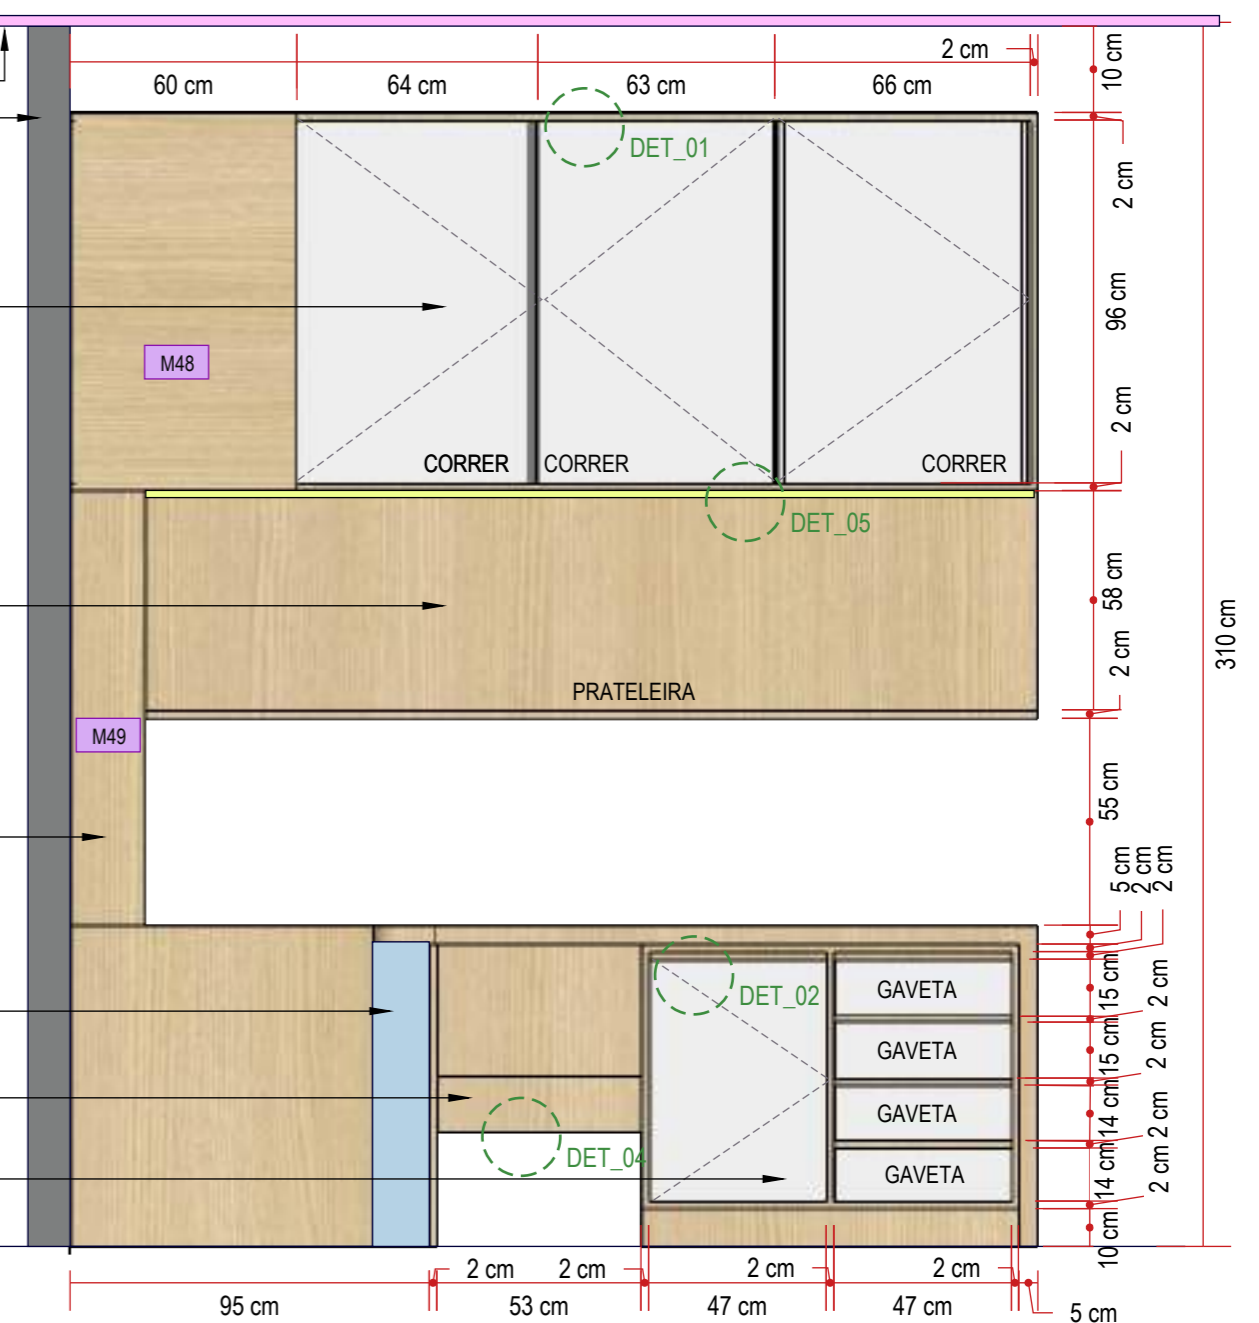 2 cm
60 cm 64 cm 63 cm 66 cm
10 cm
DET_01
2 cm
96 cm
M48
2 cm
CORRER CORRER CORRER
DET_05
58 cm
310 cm
2 cm
PRATELEIRA
M49
55 cm
5 cm
2 cm
2 cm
DET_02
GAVETA
15 cm
2 cm
GAVETA
15 cm
2 cm
GAVETA
14 cm
2 cm
DET_04
GAVETA
14 cm
2 cm
10 cm
2 cm 2 cm 2 cm 2 cm
95 cm 53 cm 47 cm 47 cm 5 cm